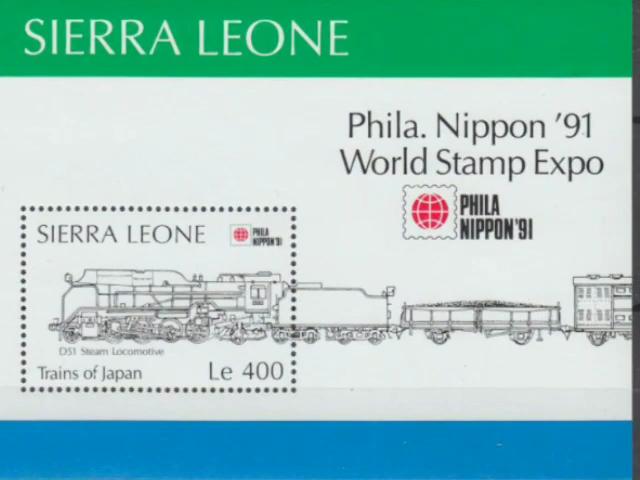 SIERRA LEONE
Phila. Nippon '91
World Stamp Expo
PHILA
NIPPON'91
SIERRA LEONE
PHILA
NIPPON'91
D51 Steam Locomotive
Trains of Japan
Le 400